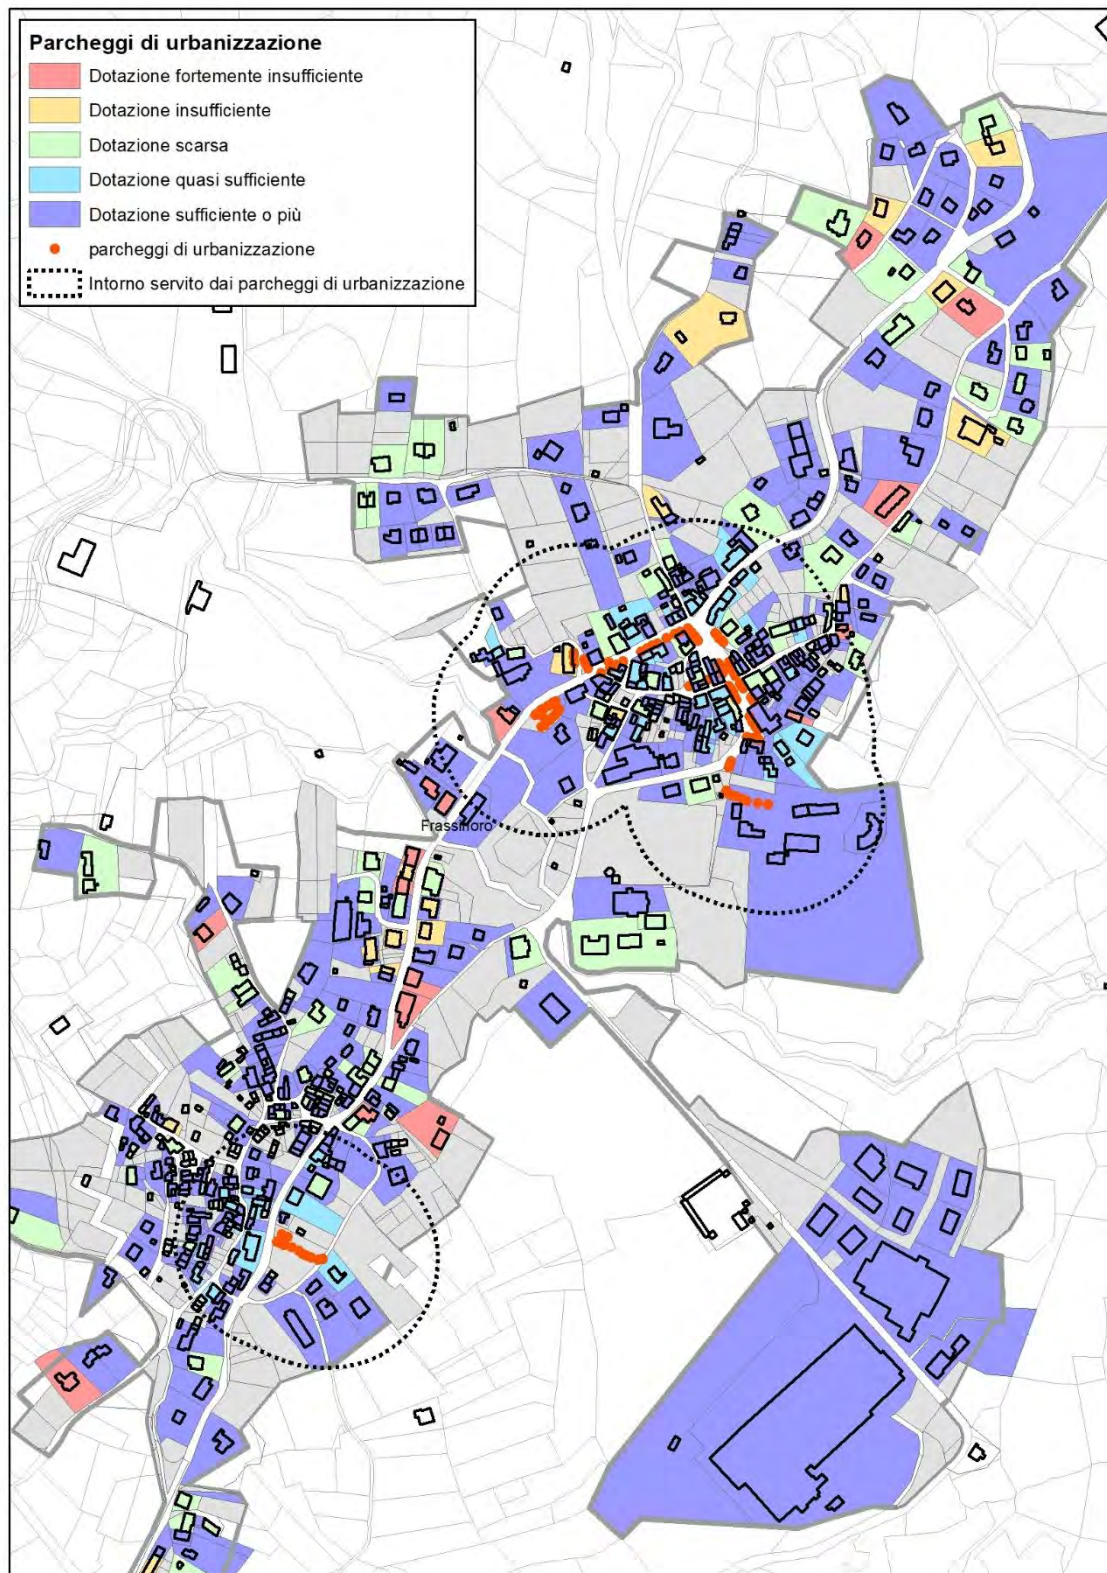 Parcheggi di urbanizzazione
Dotazione fortemente insufficiente
Dotazione insufficiente
Dotazione scarsa
Dotazione quasi sufficiente
Dotazione sufficiente o più
parcheggi di urbanizzazione
Intorno servito dai parcheggi di urbanizzazione
Frassinoro